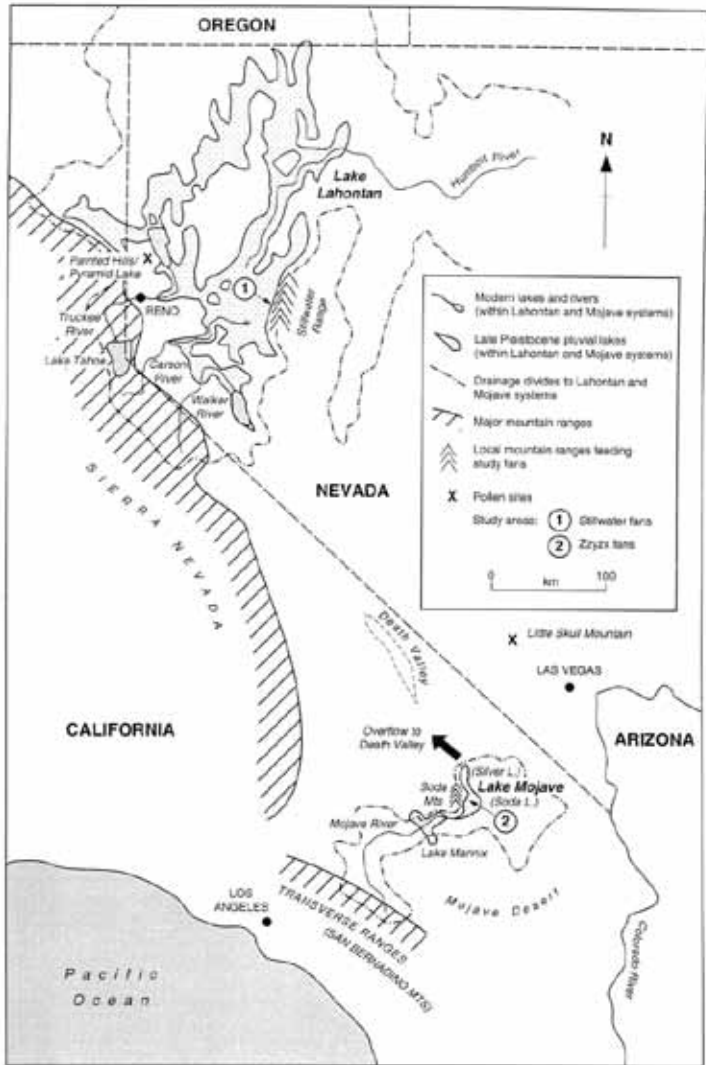 OREGON
N
Humbolt River
Lake
Lahontan
Painted Hills/
Pyramid Lake
X
RENO
1
Stillwater
Range
Truckee
River
Lake Tahoe
Carson
River
Walker
River
Modern lakes and rivers
(within Lahontan and Mojave systems)
Late Pleistocene pluvial lakes
(within Lahontan and Mojave systems)
Drainage divides to Lahontan and
Mojave systems
Major mountain ranges
Local mountain ranges feeding
study fans
X Pollen sites
Study areas: 1 Stillwater fans
2 Zzyzx fans
0 100
km
SIERRA NEVADA
NEVADA
Death Valley
X Little Skull Mountain
LAS VEGAS
CALIFORNIA
ARIZONA
Overflow to
Death Valley
(Silver L.)
Soda
Mts
Lake Mojave
(Soda L.)
Mojave River
2
Lake Mannix
Mojave Desert
LOS
ANGELES
TRANSVERSE RANGES
(SAN BERNADINO MTS)
Colorado River
Pacific
Ocean